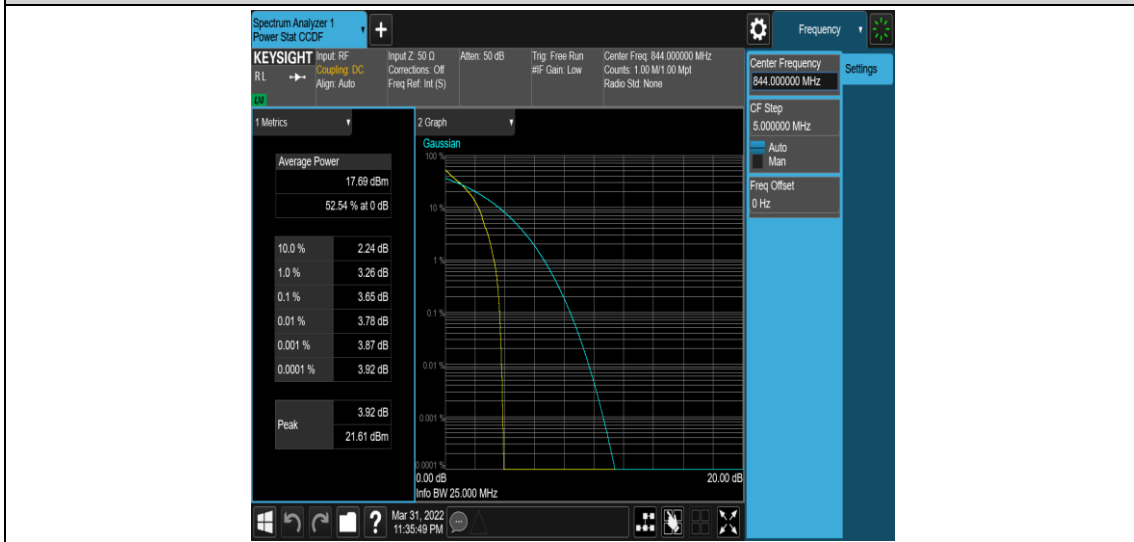 Spectrum Analyzer 1
Power Stat CCDF
+
Frequency
KEYSIGHT
RL
LXI
Input: RF
Coupling: DC
Align: Auto
Input Z: 50 Ω
Corrections: Off
Freq Ref: Int (S)
Atten: 50 dB
Trig: Free Run
#IF Gain: Low
Center Freq: 844.000000 MHz
Counts: 1.00 M/1.00 Mpt
Radio Std: None
Center Frequency
844.000000 MHz
Settings
CF Step
5.000000 MHz
Auto
Man
Freq Offset
0 Hz
1 Metrics
Average Power
17.69 dBm
52.54 % at 0 dB
10.0 % 2.24 dB
1.0 % 3.26 dB
0.1 % 3.65 dB
0.01 % 3.78 dB
0.001 % 3.87 dB
0.0001 % 3.92 dB
Peak
3.92 dB
21.61 dBm
2 Graph
Gaussian
100 %
10 %
1 %
0.1 %
0.01 %
0.001 %
0.0001 %
0.00 dB 20.00 dB
Info BW 25.000 MHz
?
Mar 31, 2022
11:35:49 PM